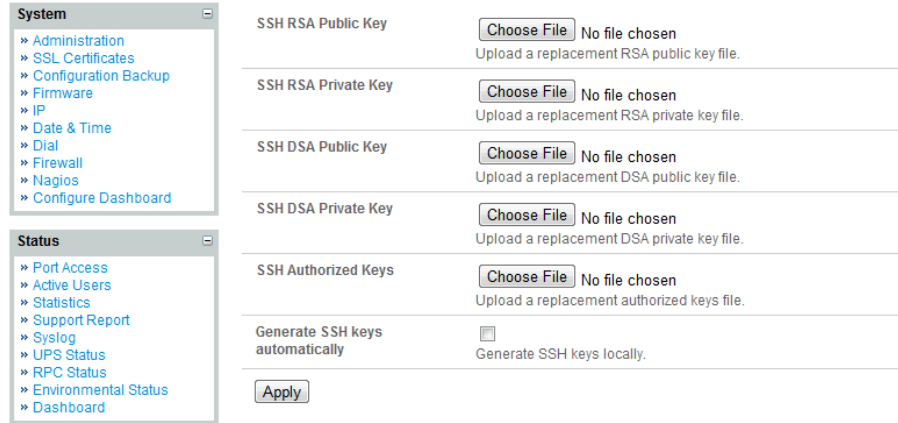 System
» Administration
» SSL Certificates
» Configuration Backup
» Firmware
» IP
» Date & Time
» Dial
» Firewall
» Nagios
» Configure Dashboard
Status
» Port Access
» Active Users
» Statistics
» Support Report
» Syslog
» UPS Status
» RPC Status
» Environmental Status
» Dashboard
SSH RSA Public Key
Choose File No file chosen
Upload a replacement RSA public key file.
SSH RSA Private Key
Choose File No file chosen
Upload a replacement RSA private key file.
SSH DSA Public Key
Choose File No file chosen
Upload a replacement DSA public key file.
SSH DSA Private Key
Choose File No file chosen
Upload a replacement DSA private key file.
SSH Authorized Keys
Choose File No file chosen
Upload a replacement authorized keys file.
Generate SSH keys
automatically
Generate SSH keys locally.
Apply